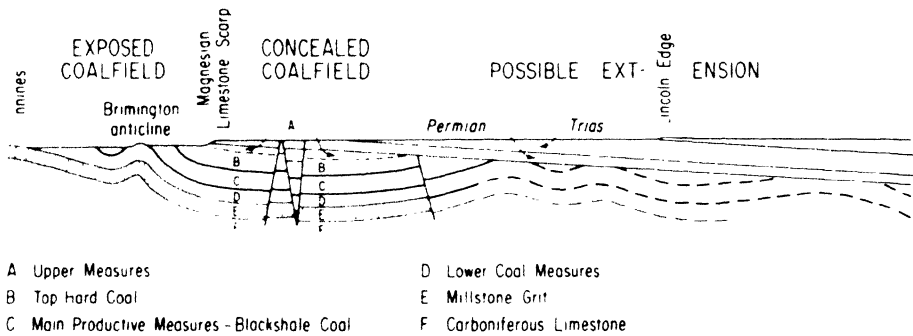 nnines
EXPOSED
COALFIELD
Brimington
anticline
Magnesian
Limestone Scarp
CONCEALED
COALFIELD
A
POSSIBLE EXT- ENSION
Lincoln Edge
Permian
Trias
B
C
D
E
F
B
C
D
E
F
A Upper Measures
B Top Hard Coal
C Main Productive Measures - Blackshale Coal
D Lower Coal Measures
E Millstone Grit
F Carboniferous Limestone